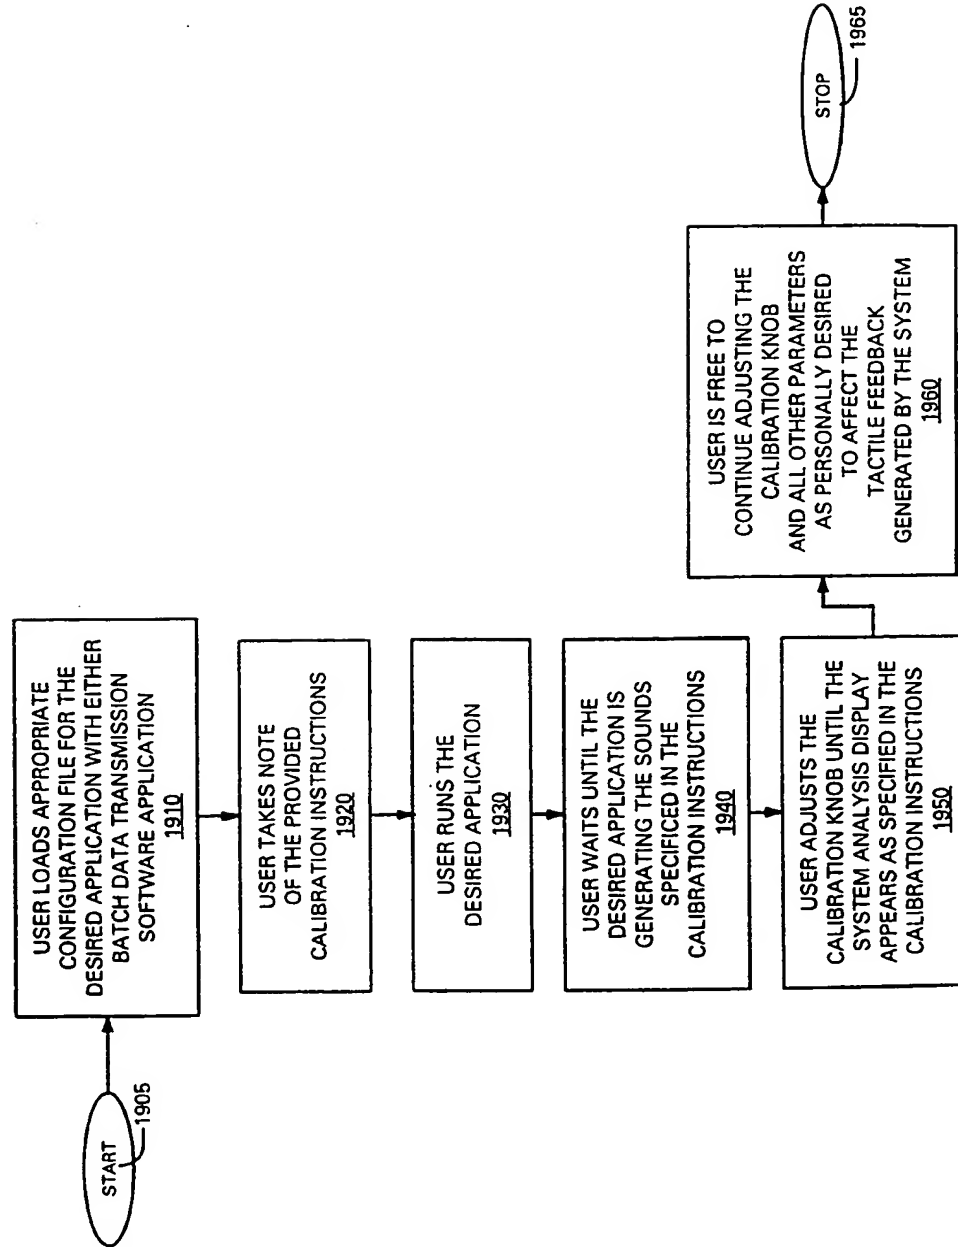 START
1905
USER LOADS APPROPRIATE
CONFIGURATION FILE FOR THE
DESIRED APPLICATION WITH EITHER
BATCH DATA TRANSMISSION
SOFTWARE APPLICATION
1910
USER TAKES NOTE
OF THE PROVIDED
CALIBRATION INSTRUCTIONS
1920
USER RUNS THE
DESIRED APPLICATION
1930
USER WAITS UNTIL THE
DESIRED APPLICATION IS
GENERATING THE SOUNDS
SPECIFICED IN THE
CALIBRATION INSTRUCTIONS
1940
USER ADJUSTS THE
CALIBRATION KNOB UNTIL THE
SYSTEM ANALYSIS DISPLAY
APPEARS AS SPECIFIED IN THE
CALIBRATION INSTRUCTIONS
1950
USER IS FREE TO
CONTINUE ADJUSTING THE
CALIBRATION KNOB
AND ALL OTHER PARAMETERS
AS PERSONALLY DESIRED
TO AFFECT THE
TACTILE FEEDBACK
GENERATED BY THE SYSTEM
1960
STOP
1965